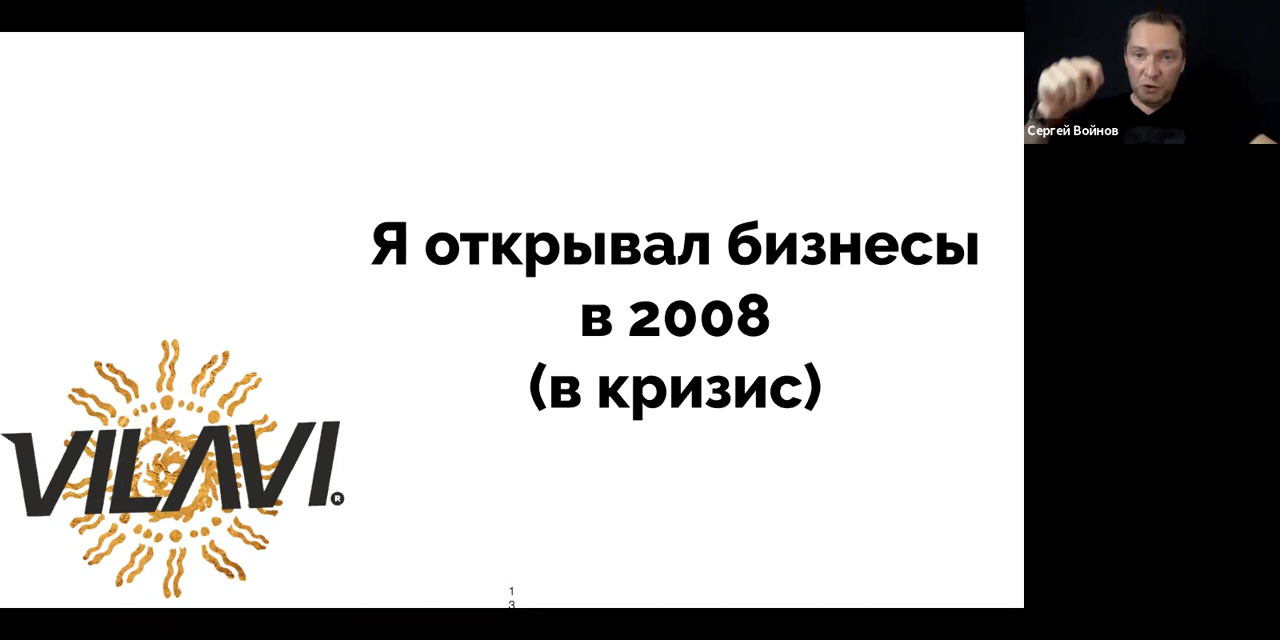 Сергей Войнов
Я открывал бизнесы
в 2008
(в кризис)
VILAVI®
1
3